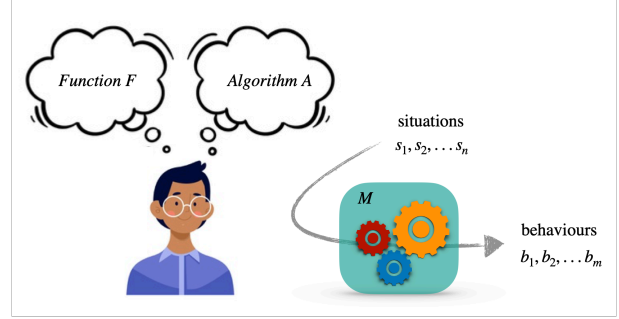 Function F
Algorithm A
situations
s₁, s₂, . . . sₙ
M
behaviours
b₁, b₂, . . . bₘ